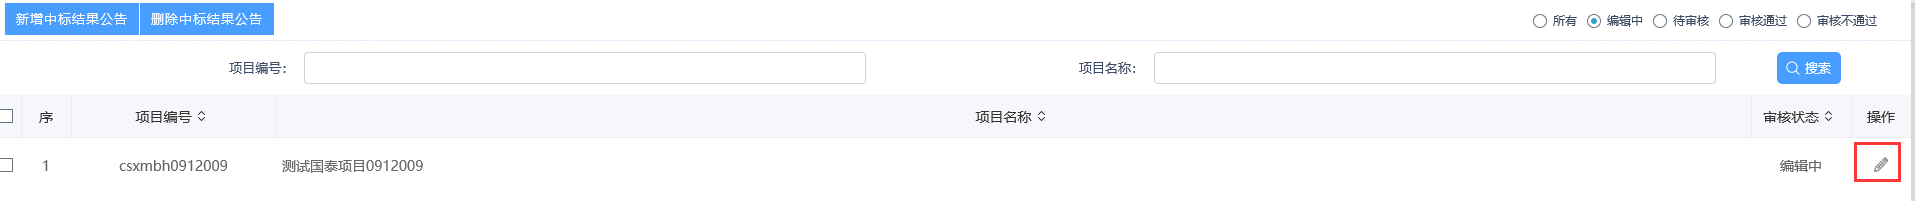 新增中标结果公告 删除中标结果公告 所有 编辑中 待审核 审核通过 审核不通过
项目编号： 项目名称： 搜索
序 项目编号 项目名称 审核状态 操作
1 csxmbh0912009 测试国泰项目0912009 编辑中